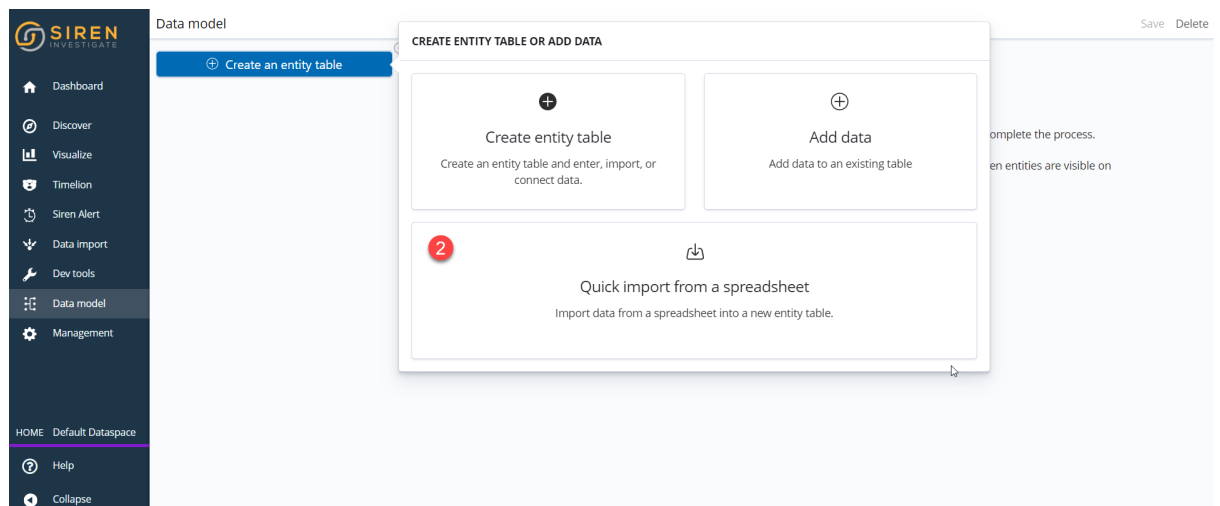 SIREN
INVESTIGATE
Dashboard
Discover
Visualize
Timelion
Siren Alert
Data import
Dev tools
Data model
Management
HOME Default Dataspace
Help
Collapse
Data model
Save Delete
Create an entity table
CREATE ENTITY TABLE OR ADD DATA
Create entity table
Create an entity table and enter, import, or
connect data.
Add data
Add data to an existing table
2
Quick import from a spreadsheet
Import data from a spreadsheet into a new entity table.
omplete the process.
en entities are visible on